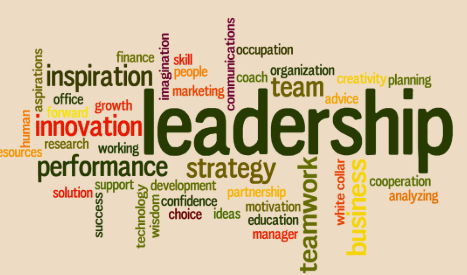 communications
occupation
imagination
finance
skill
people
aspirations
inspiration
coach
organization
team
creativity
planning
marketing
office
growth
advice
forward
human
resources
innovation
leadership
research
working
performance
strategy
cooperation
solution
support
development
partnership
white collar
business
analyzing
success
technology
wisdom
confidence
choice
ideas
motivation
education
manager
teamwork